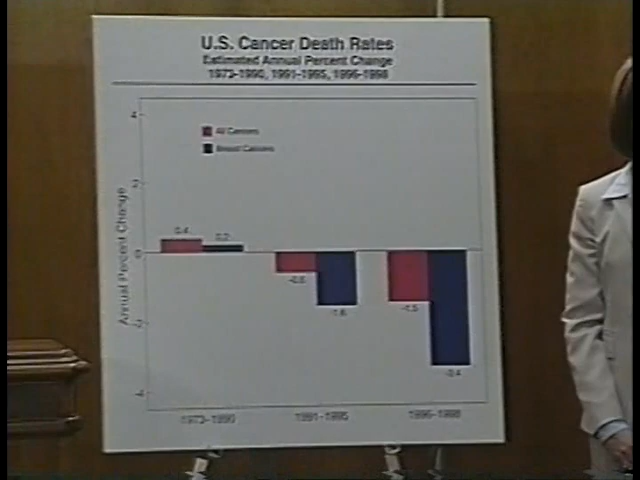 U.S. Cancer Death Rates
Estimated Annual Percent Change
1973-1990, 1991-1995, 1996-1998
4
All Cancers
Breast Cancers
2
Annual Percent Change
0.4
0.2
0
-0.6
-1.6
-1.5
-3.4
-2
-4
1973-1990
1991-1995
1996-1998